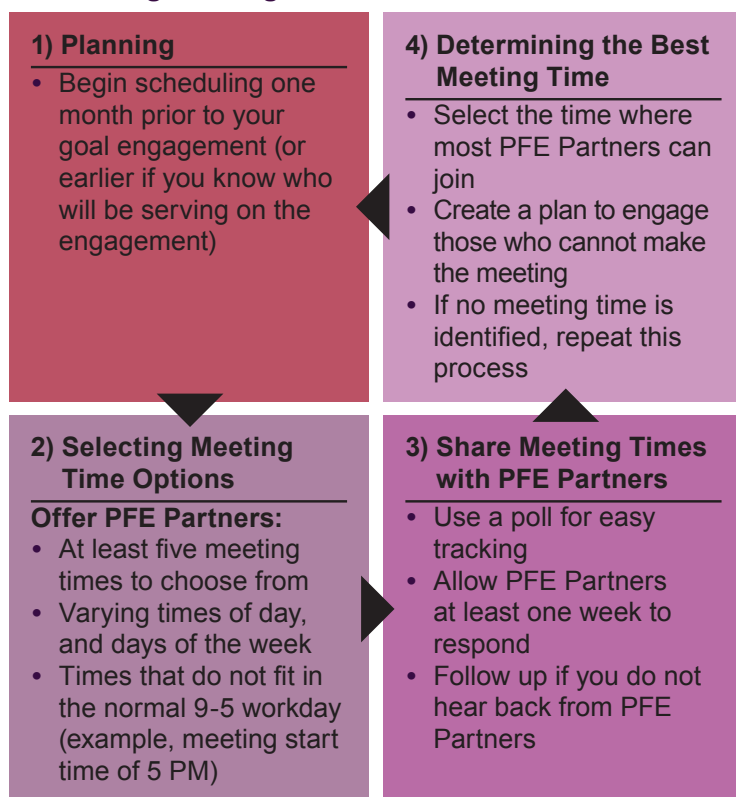 1) Planning
• Begin scheduling one
month prior to your
goal engagement (or
earlier if you know who
will be serving on the
engagement)
2) Selecting Meeting
Time Options
Offer PFE Partners:
• At least five meeting
times to choose from
• Varying times of day,
and days of the week
• Times that do not fit in
the normal 9-5 workday
(example, meeting start
time of 5 PM)
3) Share Meeting Times
with PFE Partners
• Use a poll for easy
tracking
• Allow PFE Partners
at least one week to
respond
• Follow up if you do not
hear back from PFE
Partners
4) Determining the Best
Meeting Time
• Select the time where
most PFE Partners can
join
• Create a plan to engage
those who cannot make
the meeting
• If no meeting time is
identified, repeat this
process